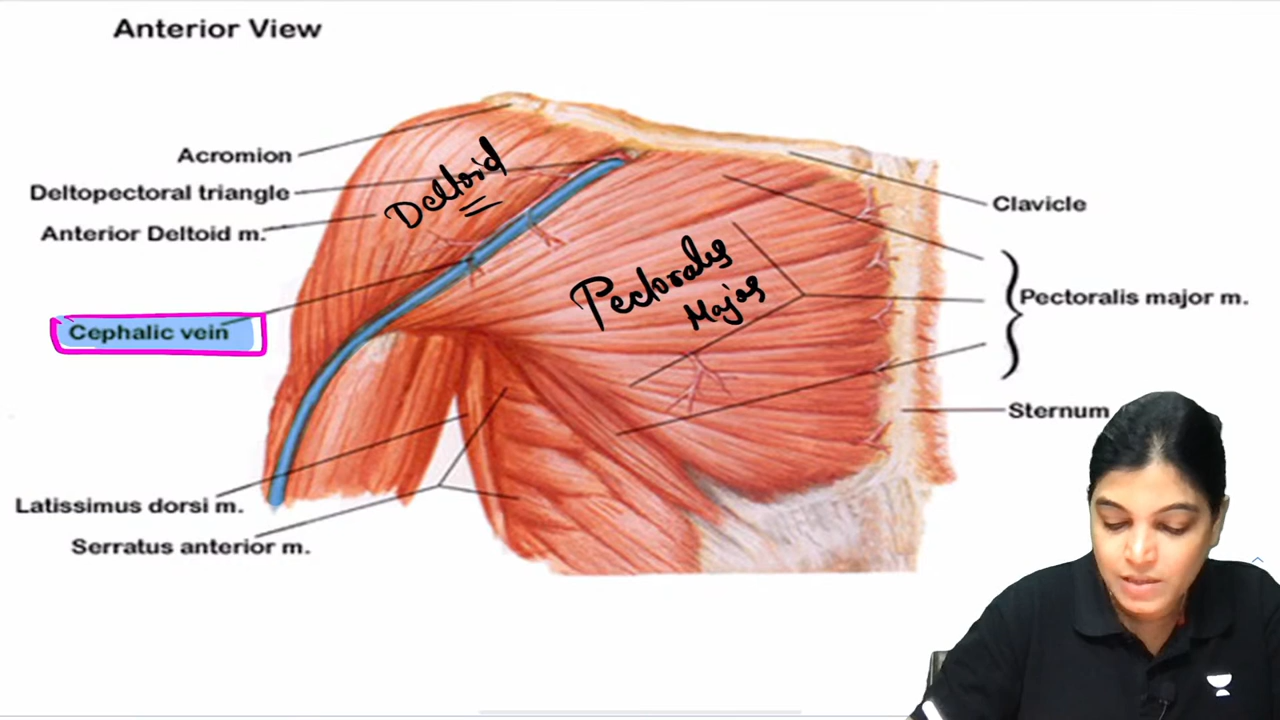 Anterior View
Acromion
Deltopectoral triangle
Anterior Deltoid m.
Cephalic vein
Latissimus dorsi m.
Serratus anterior m.
Deltoid
Pectoralis
Major
Clavicle
Pectoralis major m.
Sternum